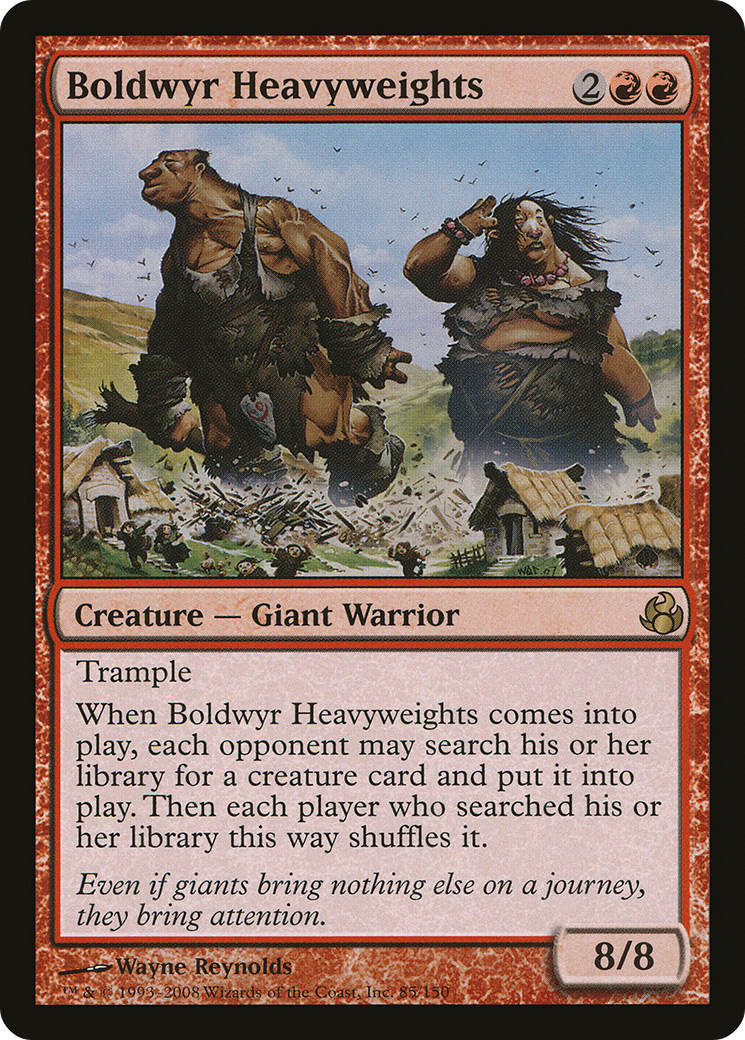 Boldwyr Heavyweights 2
WAR.07
Creature — Giant Warrior
Trample
When Boldwyr Heavyweights comes into
play, each opponent may search his or her
library for a creature card and put it into
play. Then each player who searched his or
her library this way shuffles it.
Even if giants bring nothing else on a journey,
they bring attention.
8/8
Wayne Reynolds
™ & © 1993–2008 Wizards of the Coast, Inc. 85/150